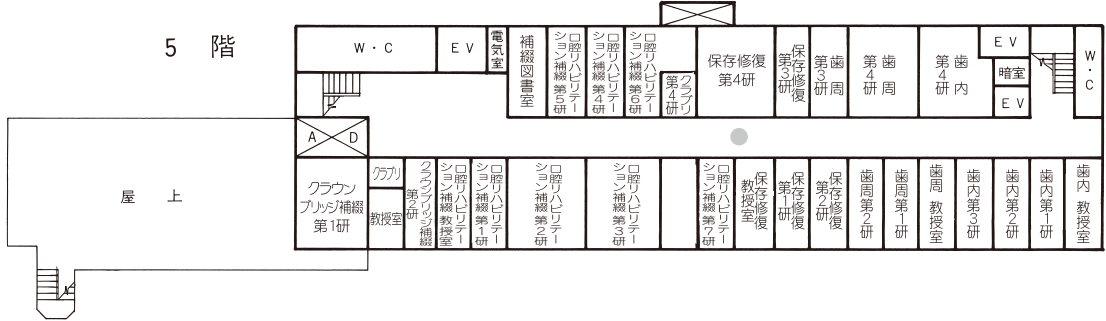 5 階
W・C
EV
電気室
補綴図書室
口腔リハビリテー
ション補綴 第5研
口腔リハビリテー
ション補綴 第4研
口腔リハビリテー
ション補綴 第6研
クラブリ
第4研
保存修復
第4研
保存修復
第3研
歯周
第3研
歯周
第4研
歯内
第4研
EV
暗室
EV
W・C
A D
屋上
クラウン
ブリッジ補綴
第1研
クラブリ
教授室
クラウンブリッジ補綴
第2研
口腔リハビリテー
ション補綴 教授室
口腔リハビリテー
ション補綴 第1研
口腔リハビリテー
ション補綴 第2研
口腔リハビリテー
ション補綴 第3研
口腔リハビリテー
ション補綴 第7研
保存修復
教授室
保存修復
第1研
保存修復
第2研
歯周第2研
歯周第1研
歯周 教授室
歯内第3研
歯内第2研
歯内第1研
歯内 教授室